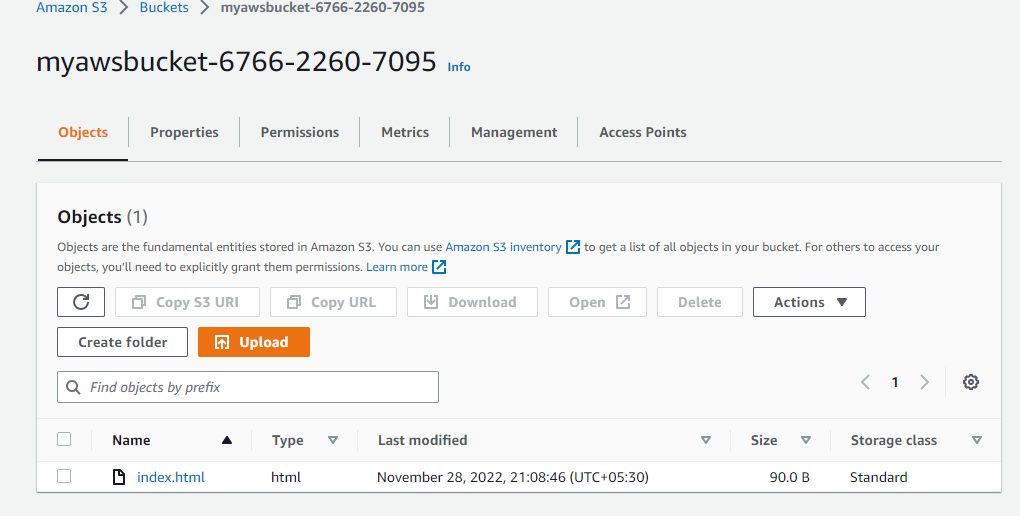 Amazon S3 > Buckets > myawsbucket-6766-2260-7095
myawsbucket-6766-2260-7095 Info
Objects Properties Permissions Metrics Management Access Points
Objects (1)
Objects are the fundamental entities stored in Amazon S3. You can use Amazon S3 inventory to get a list of all objects in your bucket. For others to access your
objects, you'll need to explicitly grant them permissions. Learn more
Copy S3 URI Copy URL Download Open Delete Actions
Create folder Upload
Find objects by prefix 1
Name Type Last modified Size Storage class
index.html html November 28, 2022, 21:08:46 (UTC+05:30) 90.0 B Standard